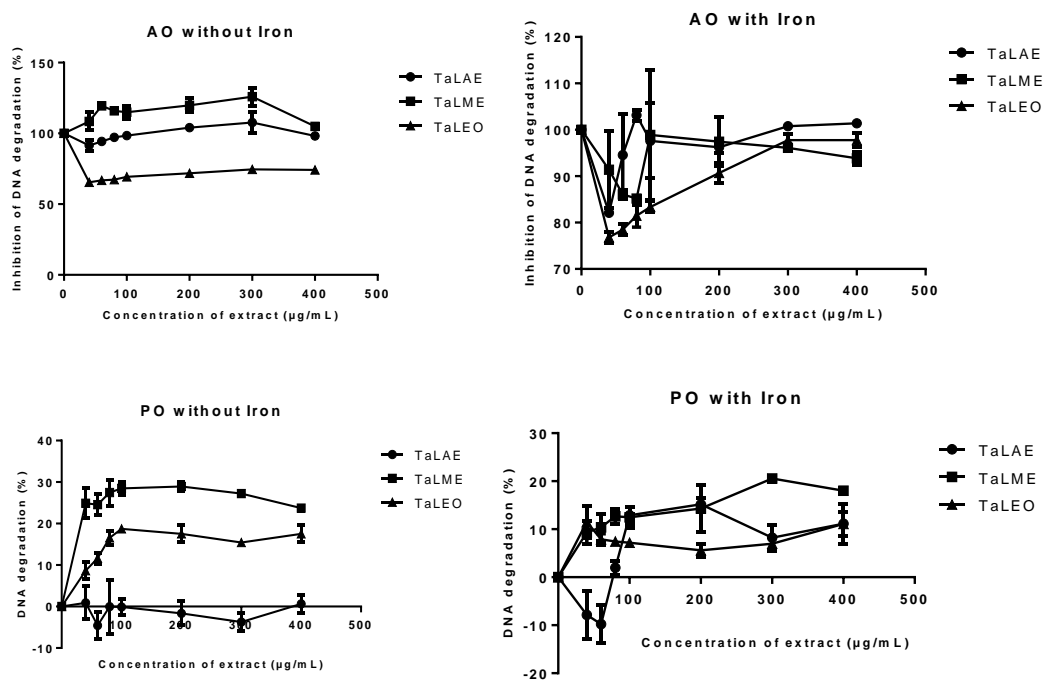 AO without Iron
Inhibition of DNA degradation (%)
150
100
50
0
0 100 200 300 400 500
Concentration of extract (µg/mL)
TaLAE
TaLME
TaLEO
AO with Iron
Inhibition of DNA degradation (%)
120
110
100
90
80
70
0 100 200 300 400 500
Concentration of extract (µg/mL)
TaLAE
TaLME
TaLEO
PO without Iron
DNA degradation (%)
40
30
20
10
0
-10
100 200 300 400 500
Concentration of extract (µg/mL)
TaLAE
TaLME
TaLEO
PO with Iron
DNA degradation (%)
30
20
10
0
-10
-20
100 200 300 400 500
Concentration of extract (µg/mL)
TaLAE
TaLME
TaLEO